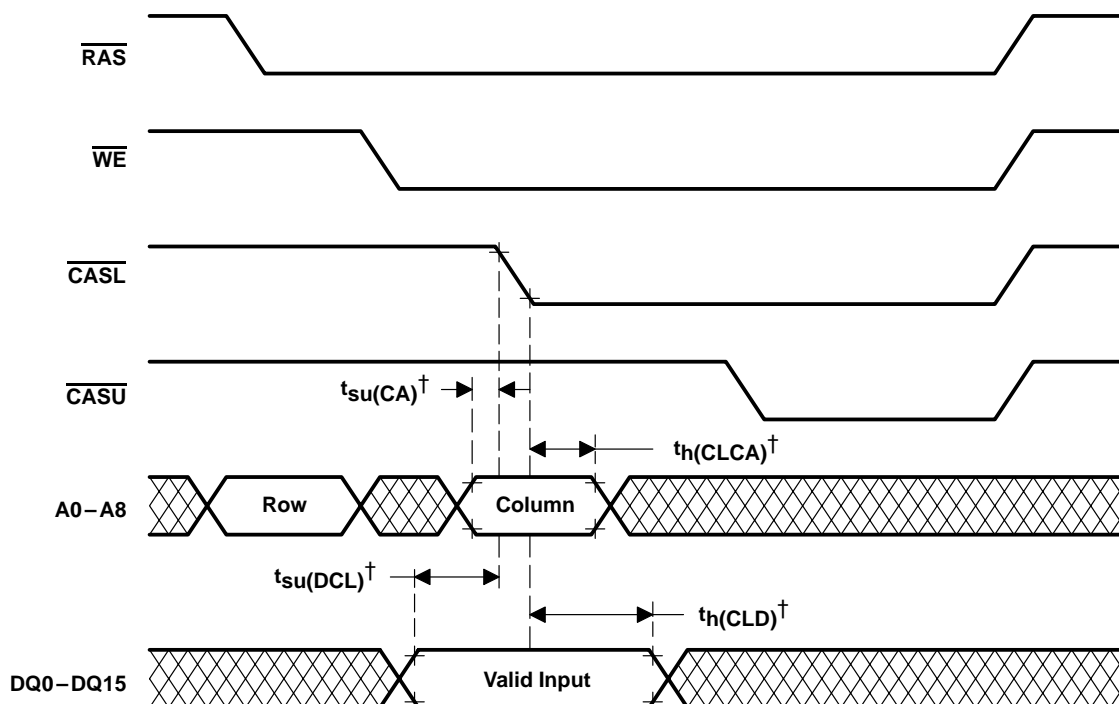 RAS
WE
CASL
CASU
tsu(CA)†
th(CLCA)†
A0–A8
Row
Column
tsu(DCL)†
th(CLD)†
DQ0–DQ15
Valid Input